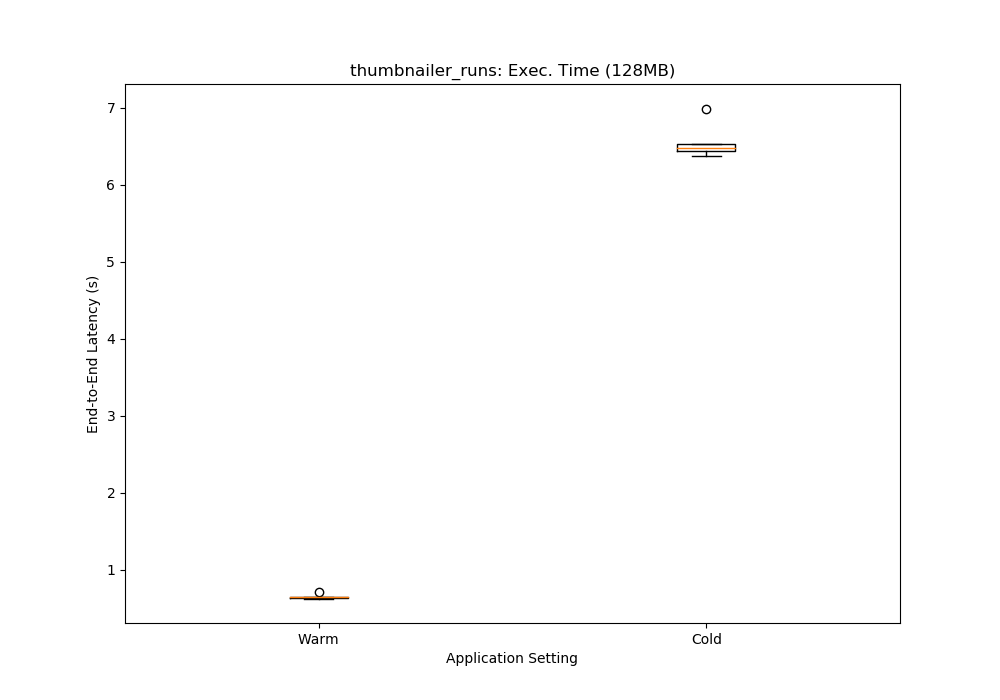 thumbnailer_runs: Exec. Time (128MB)
7
6
5
4
3
2
1
End-to-End Latency (s)
Warm
Cold
Application Setting